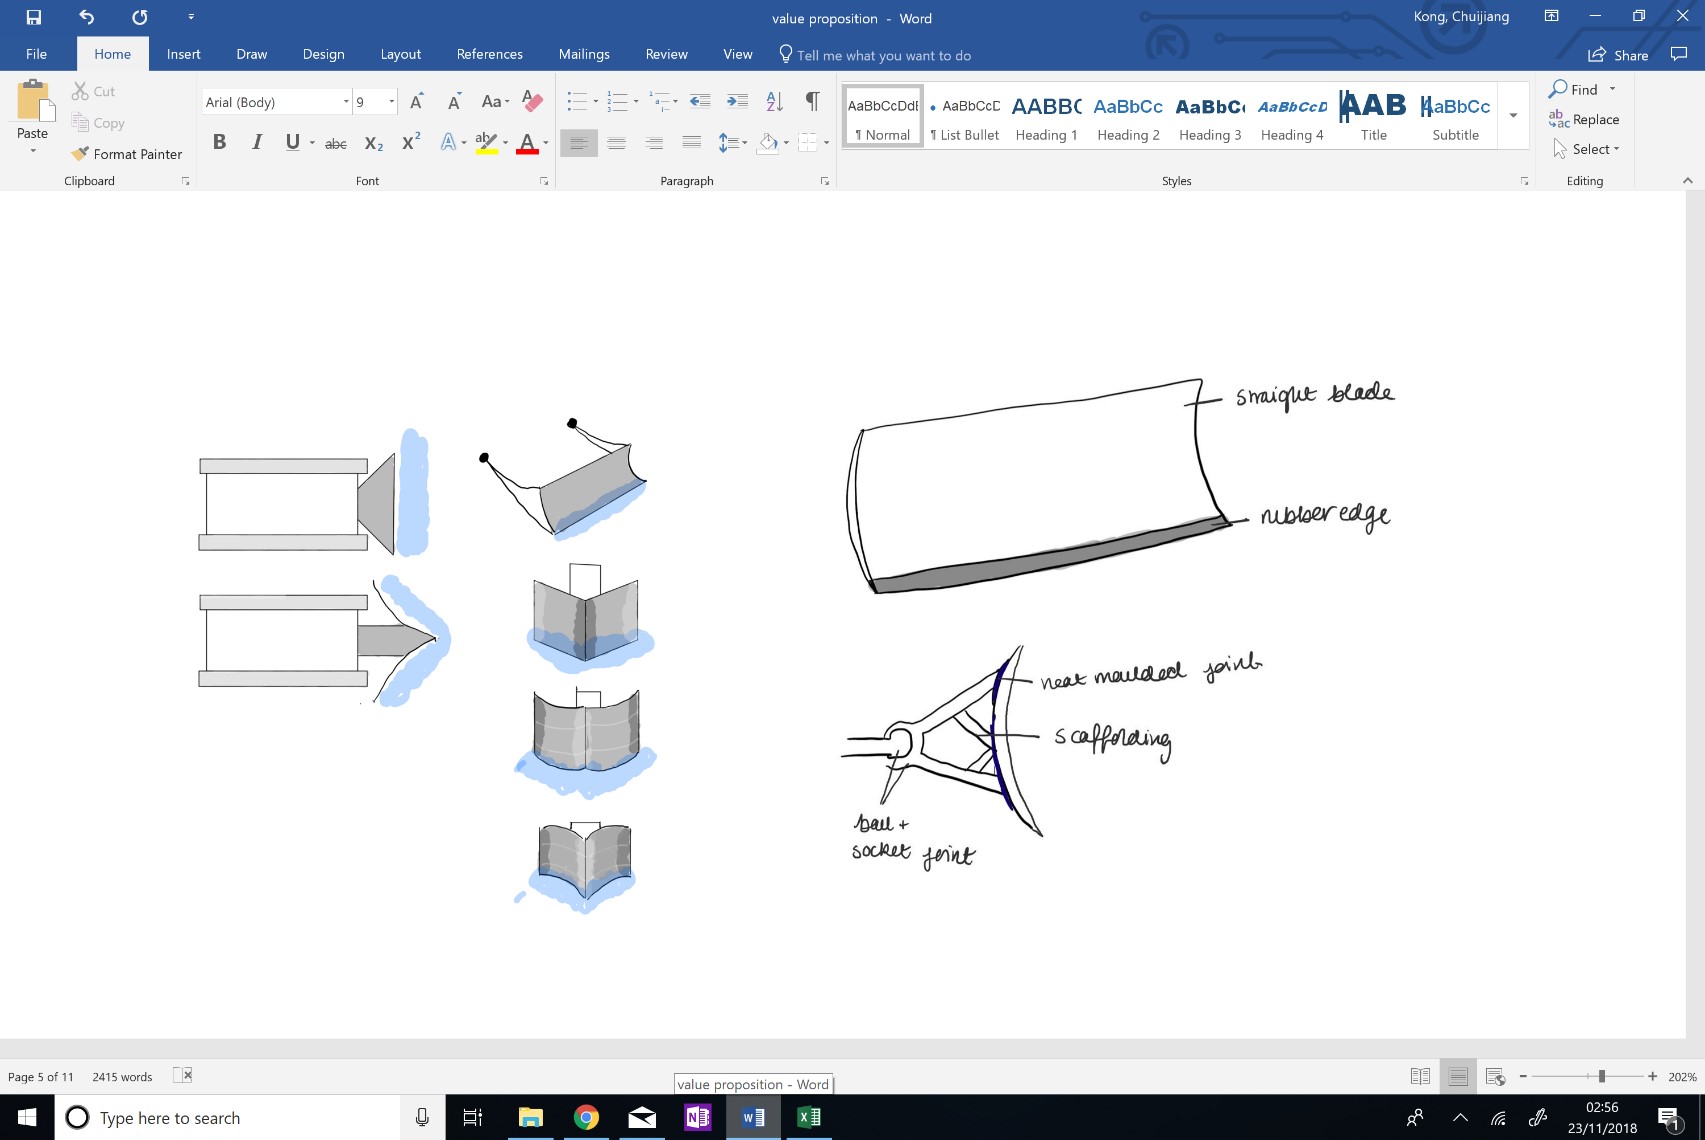 value proposition - Word
Kong, Chuijiang
File Home Insert Draw Design Layout References Mailings Review View Tell me what you want to do Share
Paste
Cut
Copy
Format Painter
Clipboard
Arial (Body) 9
Font
Paragraph
AaBbCcDdE AaBbCcD AABBC AaBbCc AaBbCc AaBbCcD AAB AaBbCc
¶ Normal ¶ List Bullet Heading 1 Heading 2 Heading 3 Heading 4 Title Subtitle
Styles
Find
Replace
Select
Editing
straight blade
rubber edge
neat moulded joint
scaffolding
ball +
socket joint
Page 5 of 11 2415 words
202%
value proposition - Word
Type here to search
02:56
23/11/2018
1